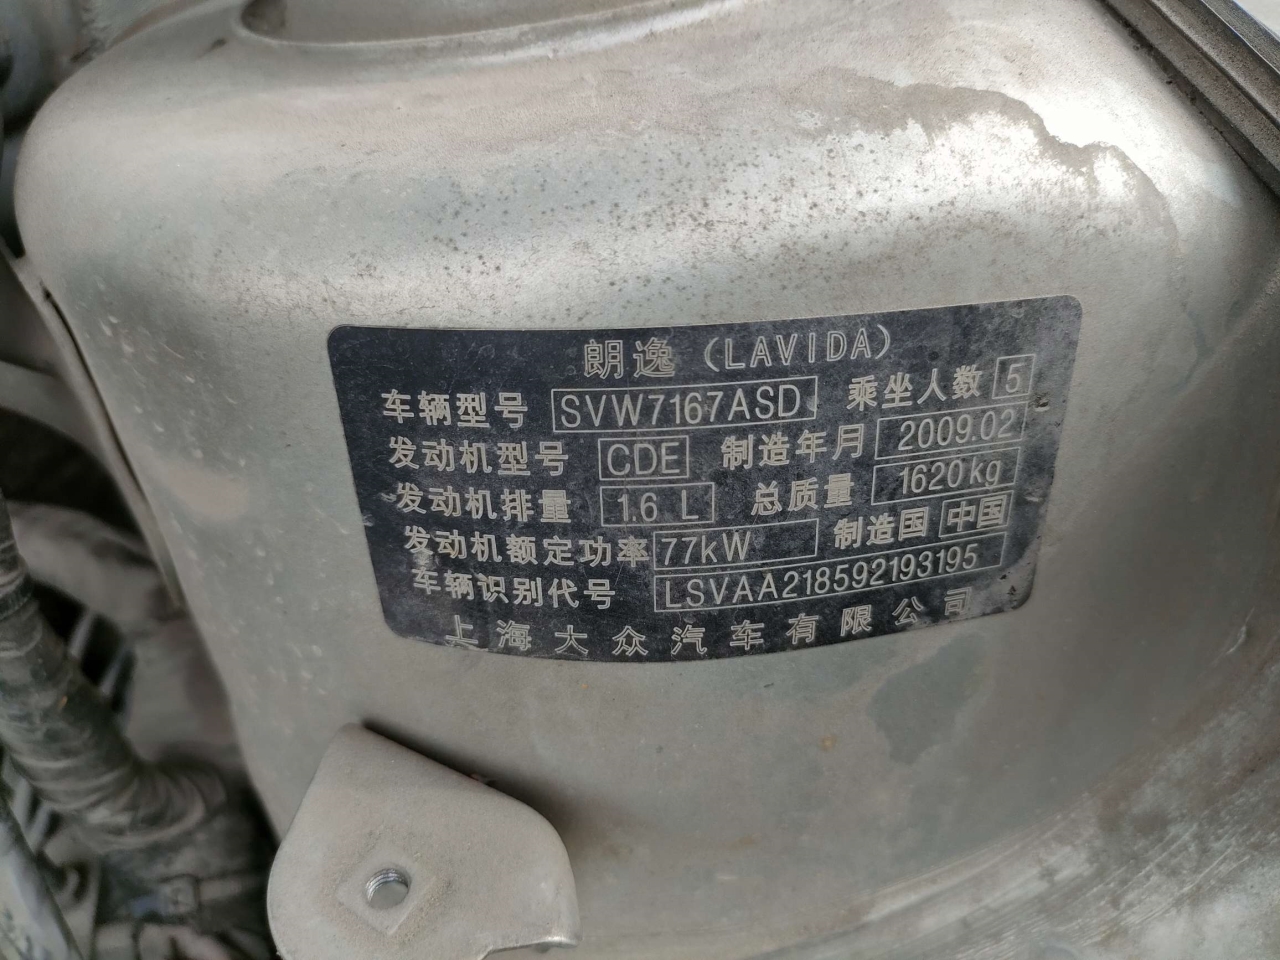 朗逸（LAVIDA）
车辆型号 SVW7167ASD 乘坐人数 5
发动机型号 CDE 制造年月 2009.02
发动机排量 1.6 L 总质量 1620kg
发动机额定功率 77kW 制造国 中国
车辆识别代号 LSVAA218592193195
上海大众汽车有限公司